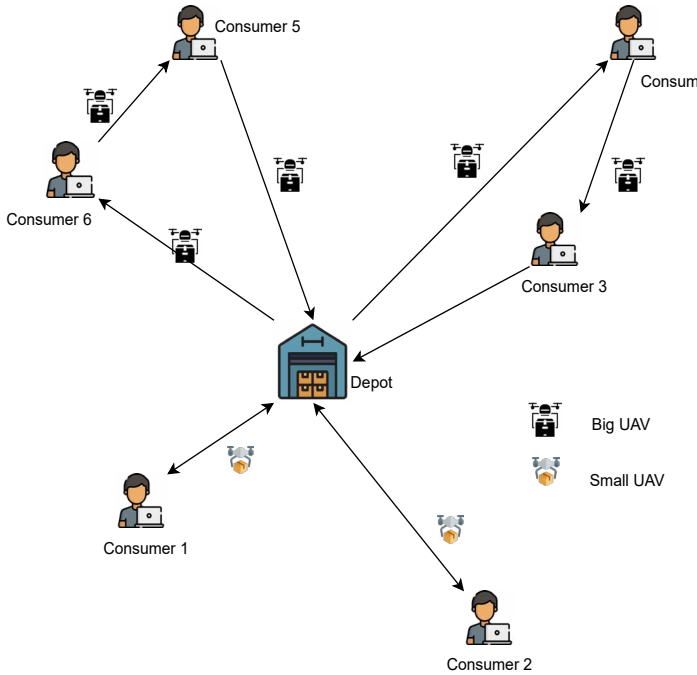 Consumer 5
Consum
Consumer 6
Consumer 3
Depot
Big UAV
Small UAV
Consumer 1
Consumer 2